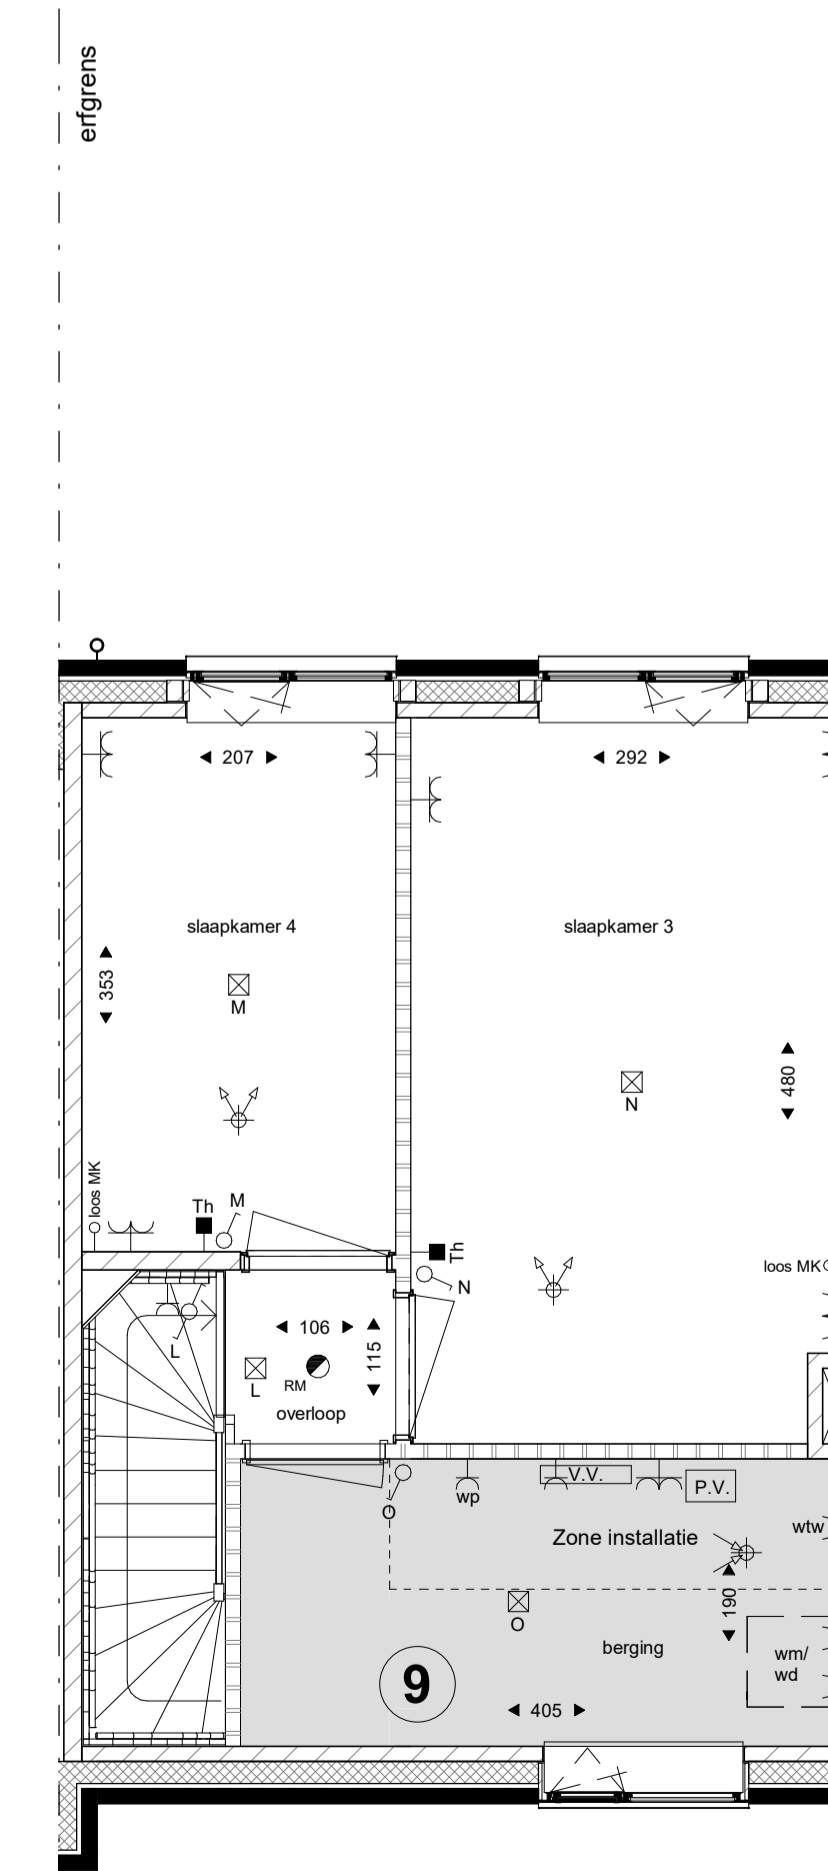 erfgrens
207
292
slaapkamer 4
slaapkamer 3
353
M
480
N
loos MK
Th
M
Th
N
loos MK
106
115
L
L
RM
overloop
V.V.
wp
P.V.
O
wtw
Zone installatie
190
O
berging
wm/
wd
9
405